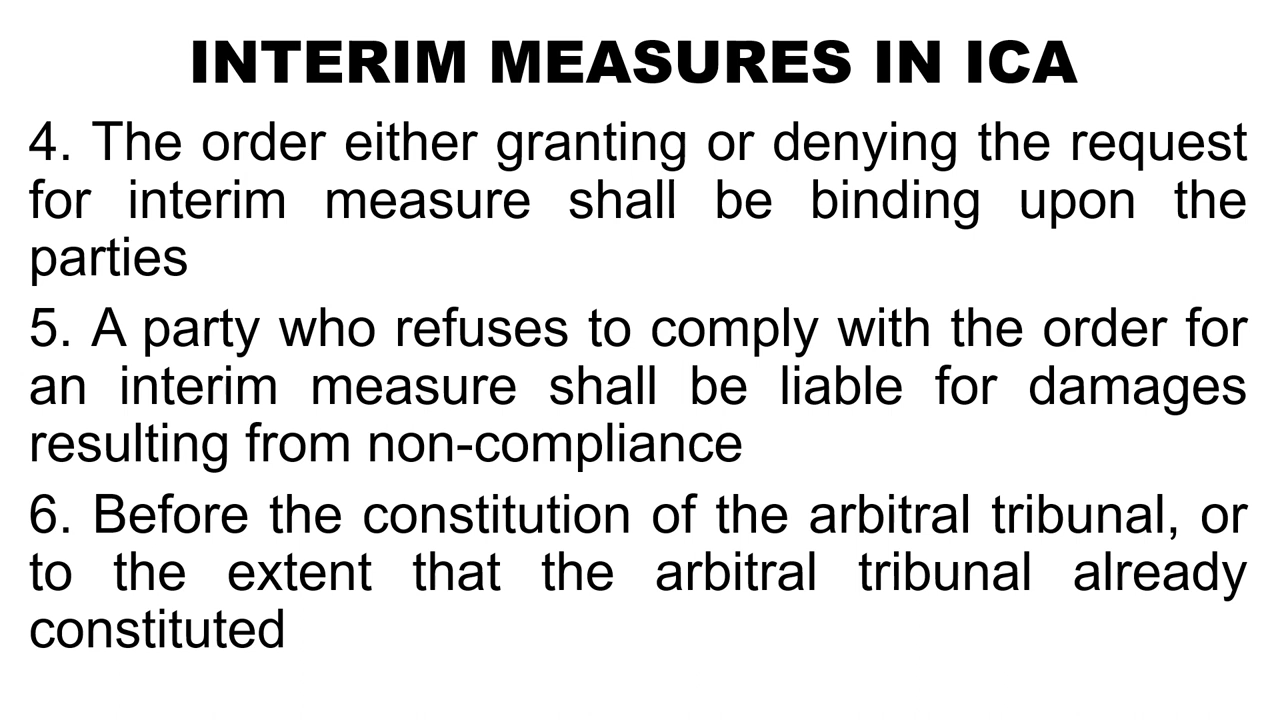 INTERIM MEASURES IN ICA
4. The order either granting or denying the request
for interim measure shall be binding upon the
parties
5. A party who refuses to comply with the order for
an interim measure shall be liable for damages
resulting from non-compliance
6. Before the constitution of the arbitral tribunal, or
to the extent that the arbitral tribunal already
constituted